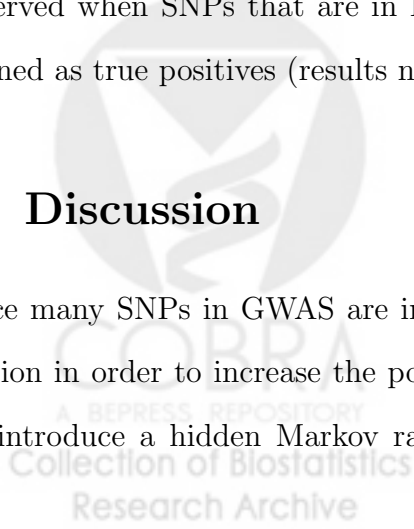 served when SNPs that are in
ned as true positives (results n
Discussion
ce many SNPs in GWAS are in
ion in order to increase the po
COBRA
A BEPRESS REPOSITORY
introduce a hidden Markov ra
Collection of Biostatistics
Research Archive